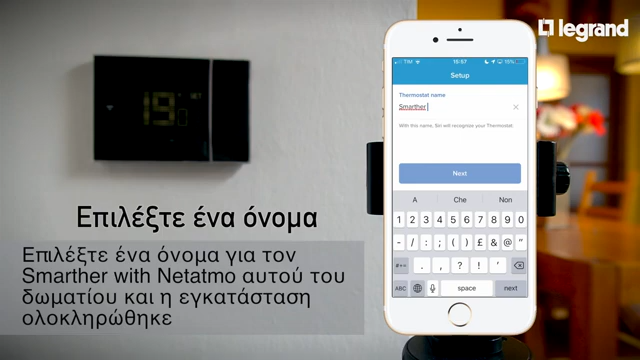 legrand
19.
TIM 15:57 15%
Setup
Thermostat name
Smarther
With this name, Siri will recognize your Thermostat
Next
A Che Non
1 2 3 4 5 6 7 8 9 0
- / : ; ( ) £ & @ "
#+= . , ? ! '
ABC space next
Επιλέξτε ένα όνομα
Επιλέξτε ένα όνομα για τον
Smarther with Netatmo αυτού του
δωματίου και η εγκατάσταση
ολοκληρώθηκε